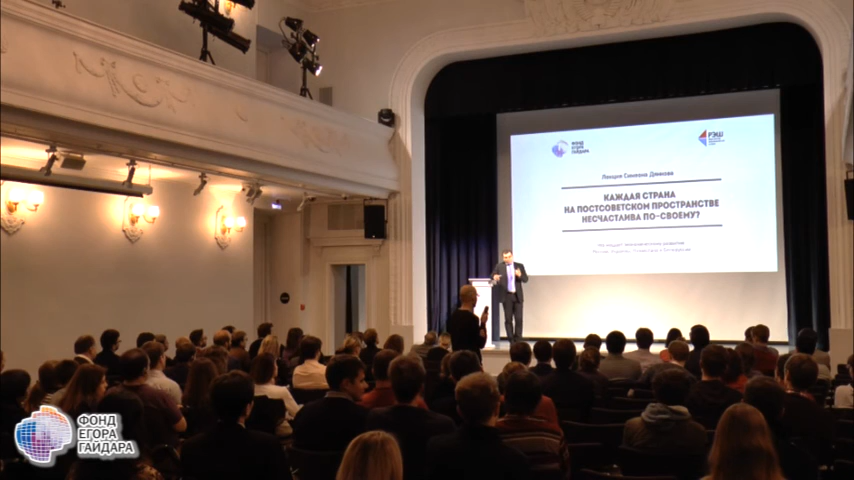 ФОНД
ЕГОРА
ГАЙДАРА
РЭШ
Лекция Симеона Дянкова
КАЖДАЯ СТРАНА
НА ПОСТСОВЕТСКОМ ПРОСТРАНСТВЕ
НЕСЧАСТЛИВА ПО-СВОЕМУ?
ФОНД
ЕГОРА
ГАЙДАРА